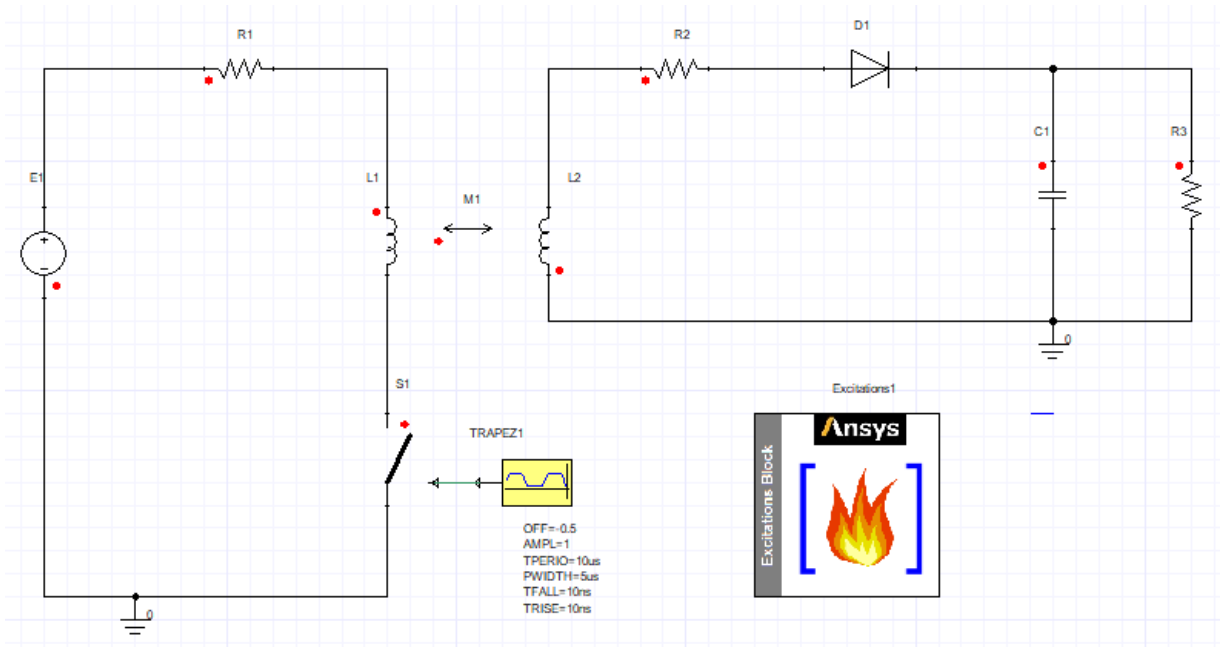 R1
R2
D1
E1
L1
M1
L2
C1
R3
S1
TRAPEZ1
OFF=-0.5
AMPL=1
TPERIO=10us
PWIDTH=5us
TFALL=10ns
TRISE=10ns
0
0
Excitations1
Ansys
Excitations Block